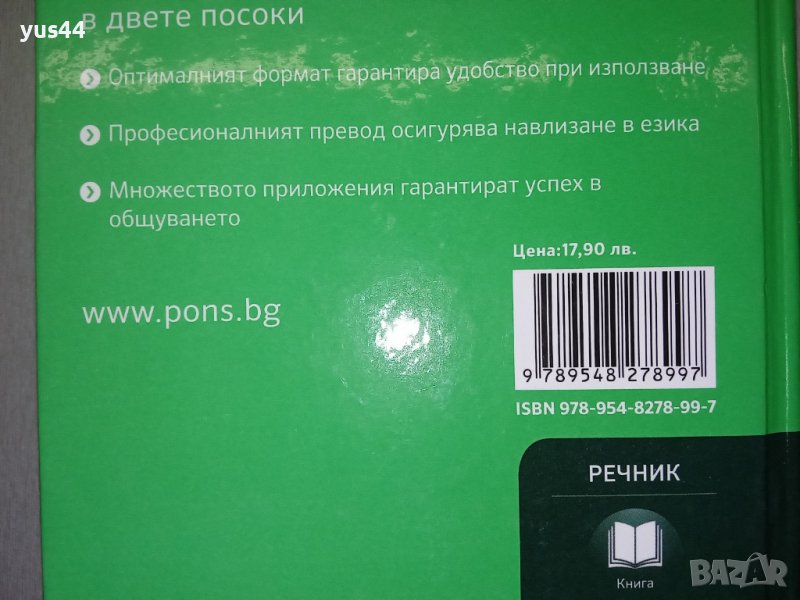 yus44
в двете посоки
Оптималният формат гарантира удобство при използване
Професионалният превод осигурява навлизане в езика
Множеството приложения гарантират успех в
общуването
Цена:17,90 лв.
www.pons.bg
9 789548 278997
ISBN 978-954-8278-99-7
РЕЧНИК
Книга
BAZAR